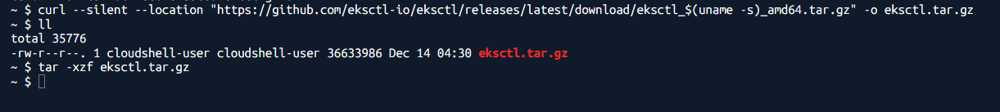 ~ $ curl --silent --location "https://github.com/eksctl-io/eksctl/releases/latest/download/eksctl_$(uname -s)_amd64.tar.gz" -o eksctl.tar.gz
~ $ ll
total 35776
-rw-r--r--. 1 cloudshell-user cloudshell-user 36633986 Dec 14 04:30 eksctl.tar.gz
~ $ tar -xzf eksctl.tar.gz
~ $